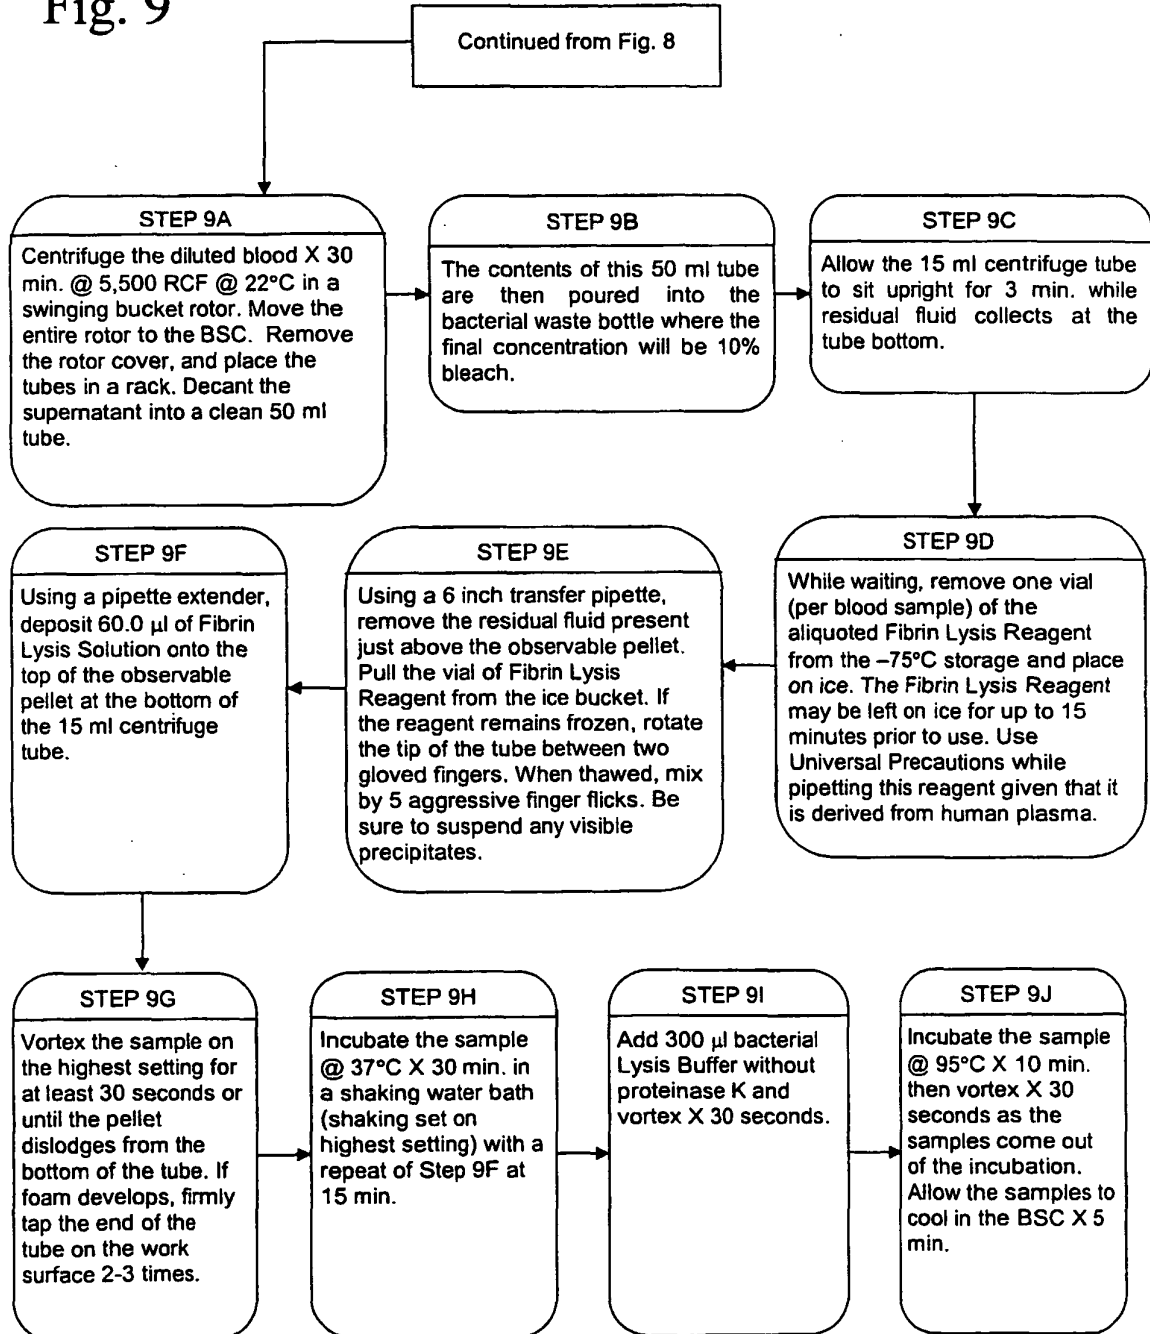 Fig. 9
Continued from Fig. 8
STEP 9A
Centrifuge the diluted blood X 30
min. @ 5,500 RCF @ 22°C in a
swinging bucket rotor. Move the
entire rotor to the BSC. Remove
the rotor cover, and place the
tubes in a rack. Decant the
supernatant into a clean 50 ml
tube.
STEP 9B
The contents of this 50 ml tube
are then poured into the
bacterial waste bottle where the
final concentration will be 10%
bleach.
STEP 9C
Allow the 15 ml centrifuge tube
to sit upright for 3 min. while
residual fluid collects at the
tube bottom.
STEP 9D
While waiting, remove one vial
(per blood sample) of the
aliquoted Fibrin Lysis Reagent
from the –75°C storage and place
on ice. The Fibrin Lysis Reagent
may be left on ice for up to 15
minutes prior to use. Use
Universal Precautions while
pipetting this reagent given that it
is derived from human plasma.
STEP 9E
Using a 6 inch transfer pipette,
remove the residual fluid present
just above the observable pellet.
Pull the vial of Fibrin Lysis
Reagent from the ice bucket. If
the reagent remains frozen, rotate
the tip of the tube between two
gloved fingers. When thawed, mix
by 5 aggressive finger flicks. Be
sure to suspend any visible
precipitates.
STEP 9F
Using a pipette extender,
deposit 60.0 µl of Fibrin
Lysis Solution onto the
top of the observable
pellet at the bottom of
the 15 ml centrifuge
tube.
STEP 9G
Vortex the sample on
the highest setting for
at least 30 seconds or
until the pellet
dislodges from the
bottom of the tube. If
foam develops, firmly
tap the end of the
tube on the work
surface 2-3 times.
STEP 9H
Incubate the sample
@ 37°C X 30 min. in
a shaking water bath
(shaking set on
highest setting) with a
repeat of Step 9F at
15 min.
STEP 9I
Add 300 µl bacterial
Lysis Buffer without
proteinase K and
vortex X 30 seconds.
STEP 9J
Incubate the sample
@ 95°C X 10 min.
then vortex X 30
seconds as the
samples come out
of the incubation.
Allow the samples to
cool in the BSC X 5
min.